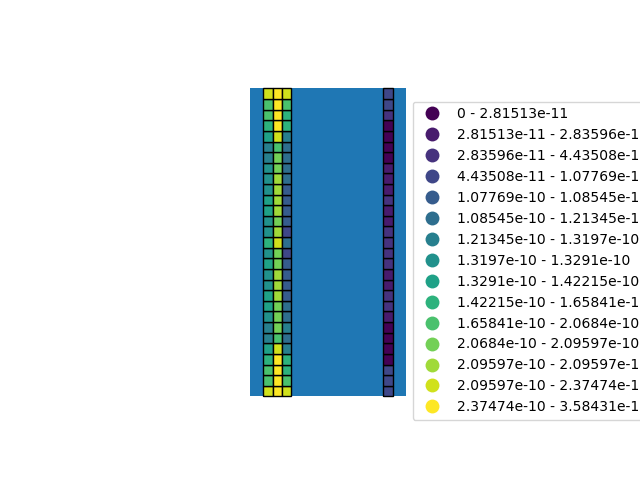 0 - 2.81513e-11
2.81513e-11 - 2.83596e-1
2.83596e-11 - 4.43508e-1
4.43508e-11 - 1.07769e-1
1.07769e-10 - 1.08545e-1
1.08545e-10 - 1.21345e-1
1.21345e-10 - 1.3197e-10
1.3197e-10 - 1.3291e-10
1.3291e-10 - 1.42215e-10
1.42215e-10 - 1.65841e-1
1.65841e-10 - 2.0684e-10
2.0684e-10 - 2.09597e-10
2.09597e-10 - 2.09597e-1
2.09597e-10 - 2.37474e-1
2.37474e-10 - 3.58431e-1